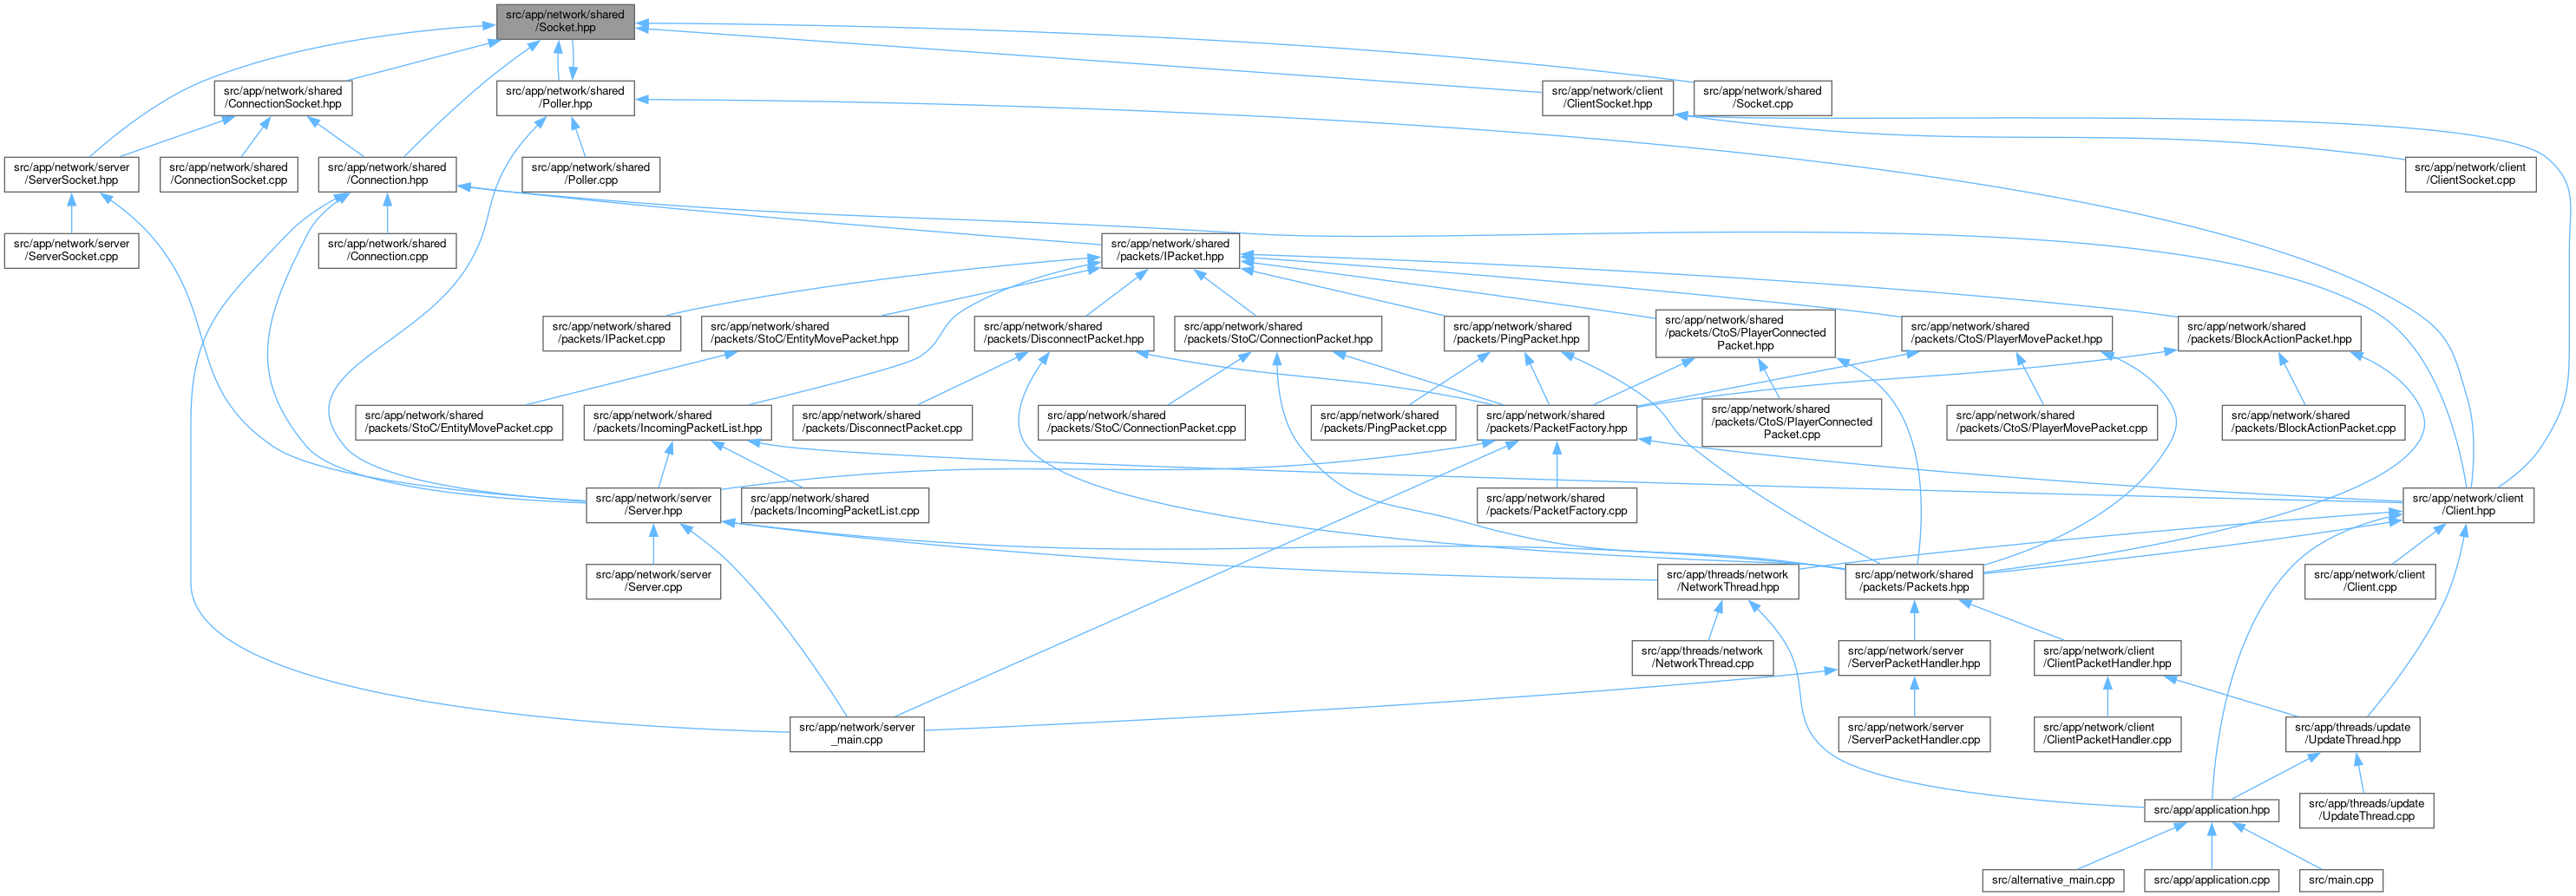 src/app/network/shared
/Socket.hpp
src/app/network/shared
/ConnectionSocket.hpp
src/app/network/shared
/Poller.hpp
src/app/network/client
/ClientSocket.hpp
src/app/network/shared
/Socket.cpp
src/app/network/server
/ServerSocket.hpp
src/app/network/shared
/ConnectionSocket.cpp
src/app/network/shared
/Connection.hpp
src/app/network/shared
/Poller.cpp
src/app/network/client
/ClientSocket.cpp
src/app/network/server
/ServerSocket.cpp
src/app/network/shared
/Connection.cpp
src/app/network/shared
/packets/IPacket.hpp
src/app/network/shared
/packets/IPacket.cpp
src/app/network/shared
/packets/StoC/EntityMovePacket.hpp
src/app/network/shared
/packets/DisconnectPacket.hpp
src/app/network/shared
/packets/StoC/ConnectionPacket.hpp
src/app/network/shared
/packets/PingPacket.hpp
src/app/network/shared
/packets/CtoS/PlayerConnected
Packet.hpp
src/app/network/shared
/packets/CtoS/PlayerMovePacket.hpp
src/app/network/shared
/packets/BlockActionPacket.hpp
src/app/network/shared
/packets/StoC/EntityMovePacket.cpp
src/app/network/shared
/packets/IncomingPacketList.hpp
src/app/network/shared
/packets/DisconnectPacket.cpp
src/app/network/shared
/packets/StoC/ConnectionPacket.cpp
src/app/network/shared
/packets/PingPacket.cpp
src/app/network/shared
/packets/PacketFactory.hpp
src/app/network/shared
/packets/CtoS/PlayerConnected
Packet.cpp
src/app/network/shared
/packets/CtoS/PlayerMovePacket.cpp
src/app/network/shared
/packets/BlockActionPacket.cpp
src/app/network/server
/Server.hpp
src/app/network/shared
/packets/IncomingPacketList.cpp
src/app/network/shared
/packets/PacketFactory.cpp
src/app/network/client
/Client.hpp
src/app/network/server
/Server.cpp
src/app/threads/network
/NetworkThread.hpp
src/app/network/shared
/packets/Packets.hpp
src/app/network/client
/Client.cpp
src/app/threads/network
/NetworkThread.cpp
src/app/network/server
/ServerPacketHandler.hpp
src/app/network/client
/ClientPacketHandler.hpp
src/app/network/server
_main.cpp
src/app/network/server
/ServerPacketHandler.cpp
src/app/network/client
/ClientPacketHandler.cpp
src/app/threads/update
/UpdateThread.hpp
src/app/application.hpp
src/app/threads/update
/UpdateThread.cpp
src/alternative_main.cpp
src/app/application.cpp
src/main.cpp